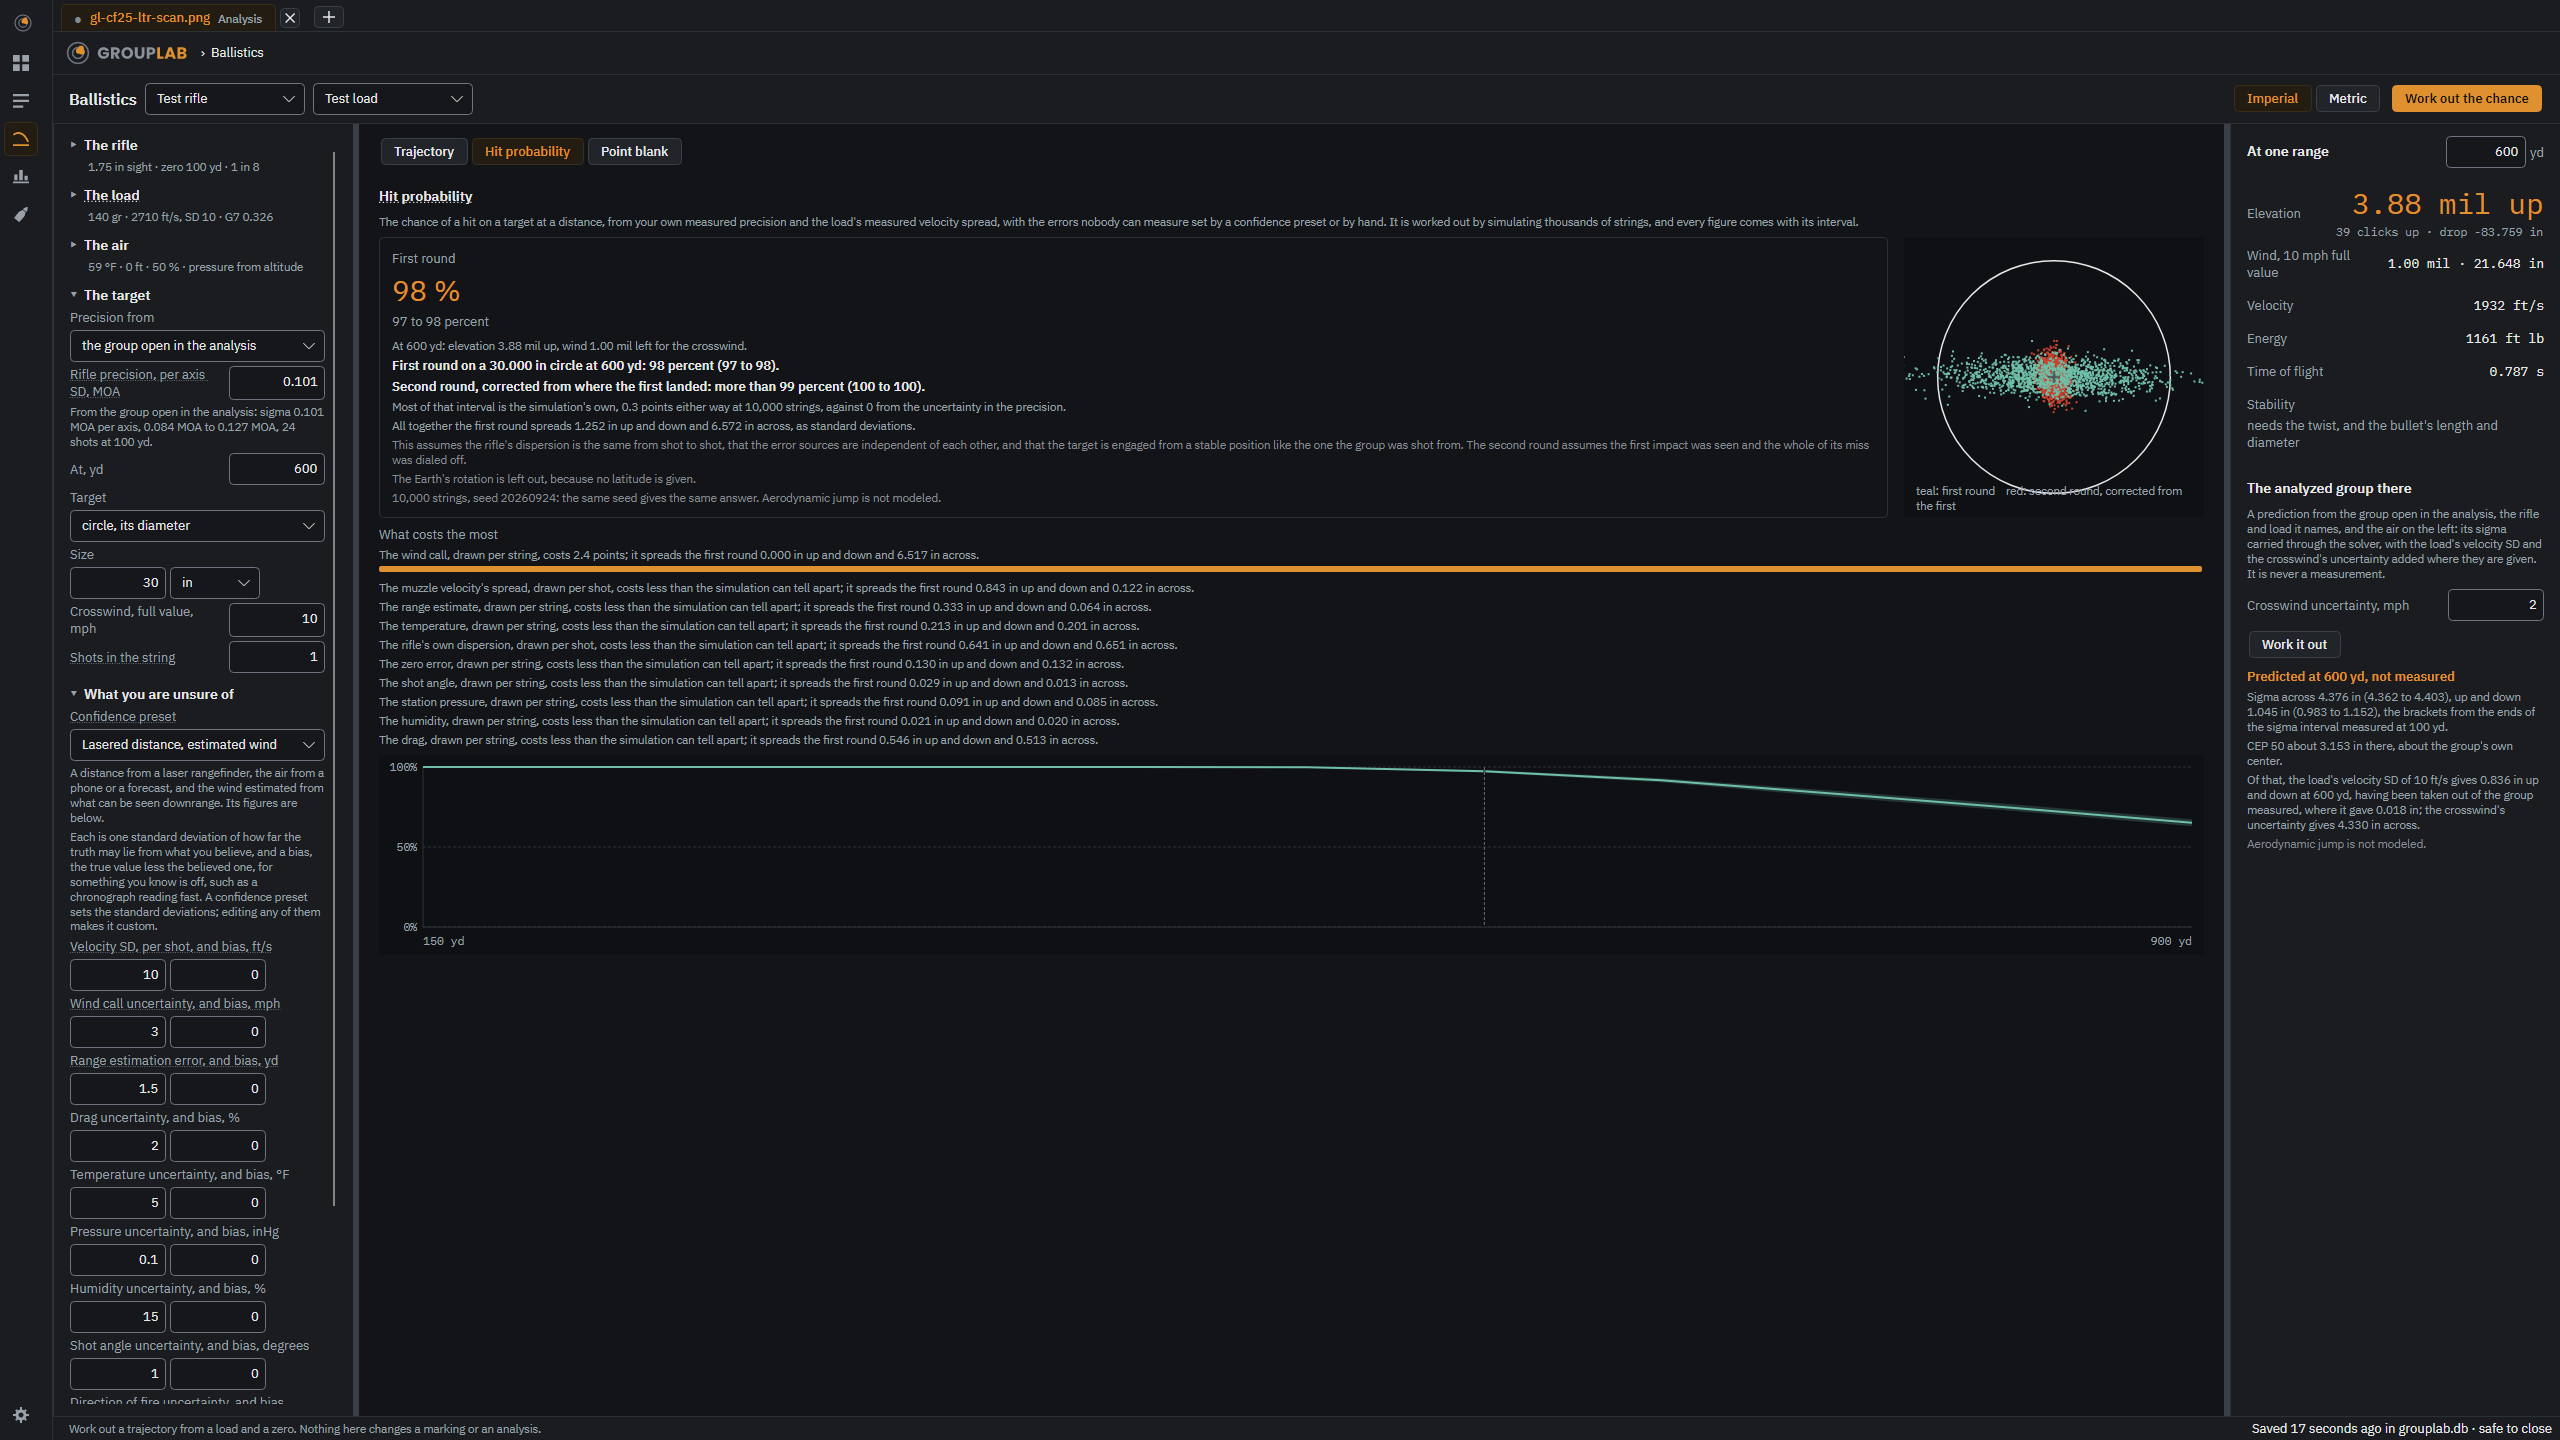 gl-cf25-ltr-scan.png Analysis
GROUPLAB › Ballistics
Ballistics
Test rifle
Test load
Imperial
Metric
Work out the chance
The rifle
1.75 in sight · zero 100 yd · 1 in 8
The load
140 gr · 2710 ft/s, SD 10 · G7 0.326
The air
59 °F · 0 ft · 50 % · pressure from altitude
The target
Precision from
the group open in the analysis
Rifle precision, per axis
SD, MOA
0.101
From the group open in the analysis: sigma 0.101
MOA per axis, 0.084 MOA to 0.127 MOA, 24
shots at 100 yd.
At, yd
600
Target
circle, its diameter
Size
30
in
Crosswind, full value,
mph
10
Shots in the string
1
What you are unsure of
Confidence preset
Lasered distance, estimated wind
A distance from a laser rangefinder, the air from a
phone or a forecast, and the wind estimated from
what can be seen downrange. Its figures are
below.
Each is one standard deviation of how far the
truth may lie from what you believe, and a bias,
the true value less the believed one, for
something you know is off, such as a
chronograph reading fast. A confidence preset
sets the standard deviations; editing any of them
makes it custom.
Velocity SD, per shot, and bias, ft/s
10
0
Wind call uncertainty, and bias, mph
3
0
Range estimation error, and bias, yd
1.5
0
Drag uncertainty, and bias, %
2
0
Temperature uncertainty, and bias, °F
5
0
Pressure uncertainty, and bias, inHg
0.1
0
Humidity uncertainty, and bias, %
15
0
Shot angle uncertainty, and bias, degrees
1
0
Direction of fire uncertainty, and bias
Trajectory
Hit probability
Point blank
Hit probability
The chance of a hit on a target at a distance, from your own measured precision and the load's measured velocity spread, with the errors nobody can measure set by a confidence preset or by hand. It is worked out by simulating thousands of strings, and every figure comes with its interval.
First round
98 %
97 to 98 percent
At 600 yd: elevation 3.88 mil up, wind 1.00 mil left for the crosswind.
First round on a 30.000 in circle at 600 yd: 98 percent (97 to 98).
Second round, corrected from where the first landed: more than 99 percent (100 to 100).
Most of that interval is the simulation's own, 0.3 points either way at 10,000 strings, against 0 from the uncertainty in the precision.
All together the first round spreads 1.252 in up and down and 6.572 in across, as standard deviations.
This assumes the rifle's dispersion is the same from shot to shot, that the error sources are independent of each other, and that the target is engaged from a stable position like the one the group was shot from. The second round assumes the first impact was seen and the whole of its miss
was dialed off.
The Earth's rotation is left out, because no latitude is given.
10,000 strings, seed 20260924: the same seed gives the same answer. Aerodynamic jump is not modeled.
teal: first round red: second round, corrected from
the first
What costs the most
The wind call, drawn per string, costs 2.4 points; it spreads the first round 0.000 in up and down and 6.517 in across.
The muzzle velocity's spread, drawn per shot, costs less than the simulation can tell apart; it spreads the first round 0.843 in up and down and 0.122 in across.
The range estimate, drawn per string, costs less than the simulation can tell apart; it spreads the first round 0.333 in up and down and 0.064 in across.
The temperature, drawn per string, costs less than the simulation can tell apart; it spreads the first round 0.213 in up and down and 0.201 in across.
The rifle's own dispersion, drawn per shot, costs less than the simulation can tell apart; it spreads the first round 0.641 in up and down and 0.651 in across.
The zero error, drawn per string, costs less than the simulation can tell apart; it spreads the first round 0.130 in up and down and 0.132 in across.
The shot angle, drawn per string, costs less than the simulation can tell apart; it spreads the first round 0.029 in up and down and 0.013 in across.
The station pressure, drawn per string, costs less than the simulation can tell apart; it spreads the first round 0.091 in up and down and 0.085 in across.
The humidity, drawn per string, costs less than the simulation can tell apart; it spreads the first round 0.021 in up and down and 0.020 in across.
The drag, drawn per string, costs less than the simulation can tell apart; it spreads the first round 0.546 in up and down and 0.513 in across.
100%
50%
0%
150 yd
900 yd
At one range
600 yd
Elevation
3.88 mil up
39 clicks up · drop -83.759 in
Wind, 10 mph full
value
1.00 mil · 21.648 in
Velocity
1932 ft/s
Energy
1161 ft lb
Time of flight
0.787 s
Stability
needs the twist, and the bullet's length and
diameter
The analyzed group there
A prediction from the group open in the analysis, the rifle
and load it names, and the air on the left: its sigma
carried through the solver, with the load's velocity SD and
the crosswind's uncertainty added where they are given.
It is never a measurement.
Crosswind uncertainty, mph
2
Work it out
Predicted at 600 yd, not measured
Sigma across 4.376 in (4.362 to 4.403), up and down
1.045 in (0.983 to 1.152), the brackets from the ends of
the sigma interval measured at 100 yd.
CEP 50 about 3.153 in there, about the group's own
center.
Of that, the load's velocity SD of 10 ft/s gives 0.836 in up
and down at 600 yd, having been taken out of the group
measured, where it gave 0.018 in; the crosswind's
uncertainty gives 4.330 in across.
Aerodynamic jump is not modeled.
Work out a trajectory from a load and a zero. Nothing here changes a marking or an analysis.
Saved 17 seconds ago in grouplab.db · safe to close